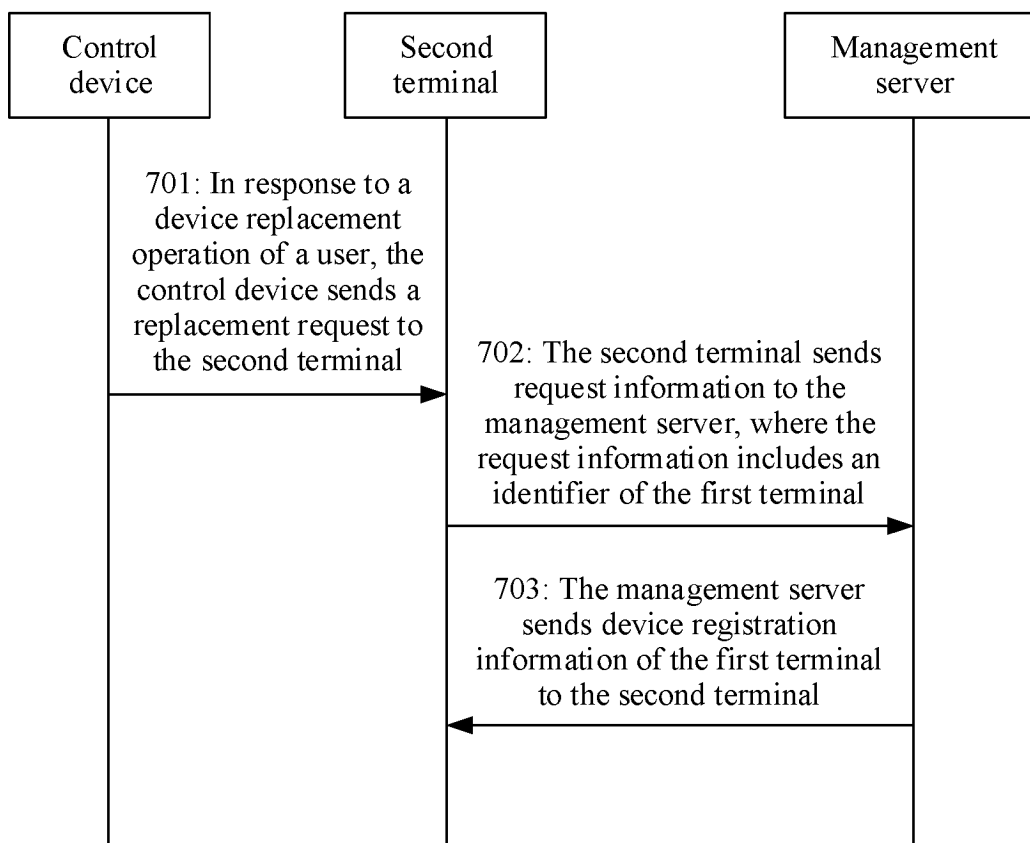 Control
device
Second
terminal
Management
server
701: In response to a
device replacement
operation of a user, the
control device sends a
replacement request to
the second terminal
702: The second terminal sends
request information to the
management server, where the
request information includes an
identifier of the first terminal
703: The management server
sends device registration
information of the first terminal
to the second terminal